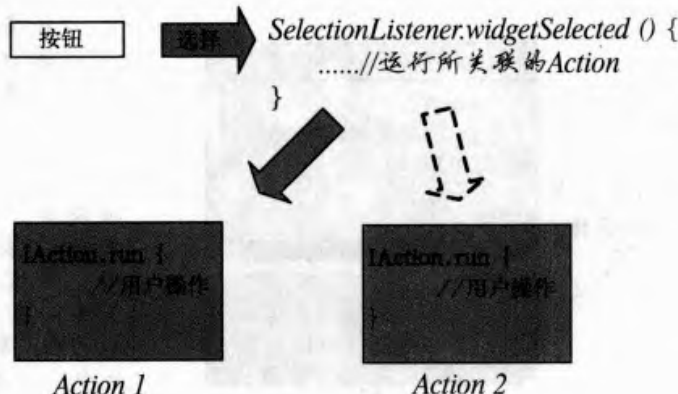 按钮
选择
SelectionListener.widgetSelected () {
......//运行所关联的Action
}
IAction.run {
//用户操作
}
IAction.run {
//用户操作
}
Action 1
Action 2